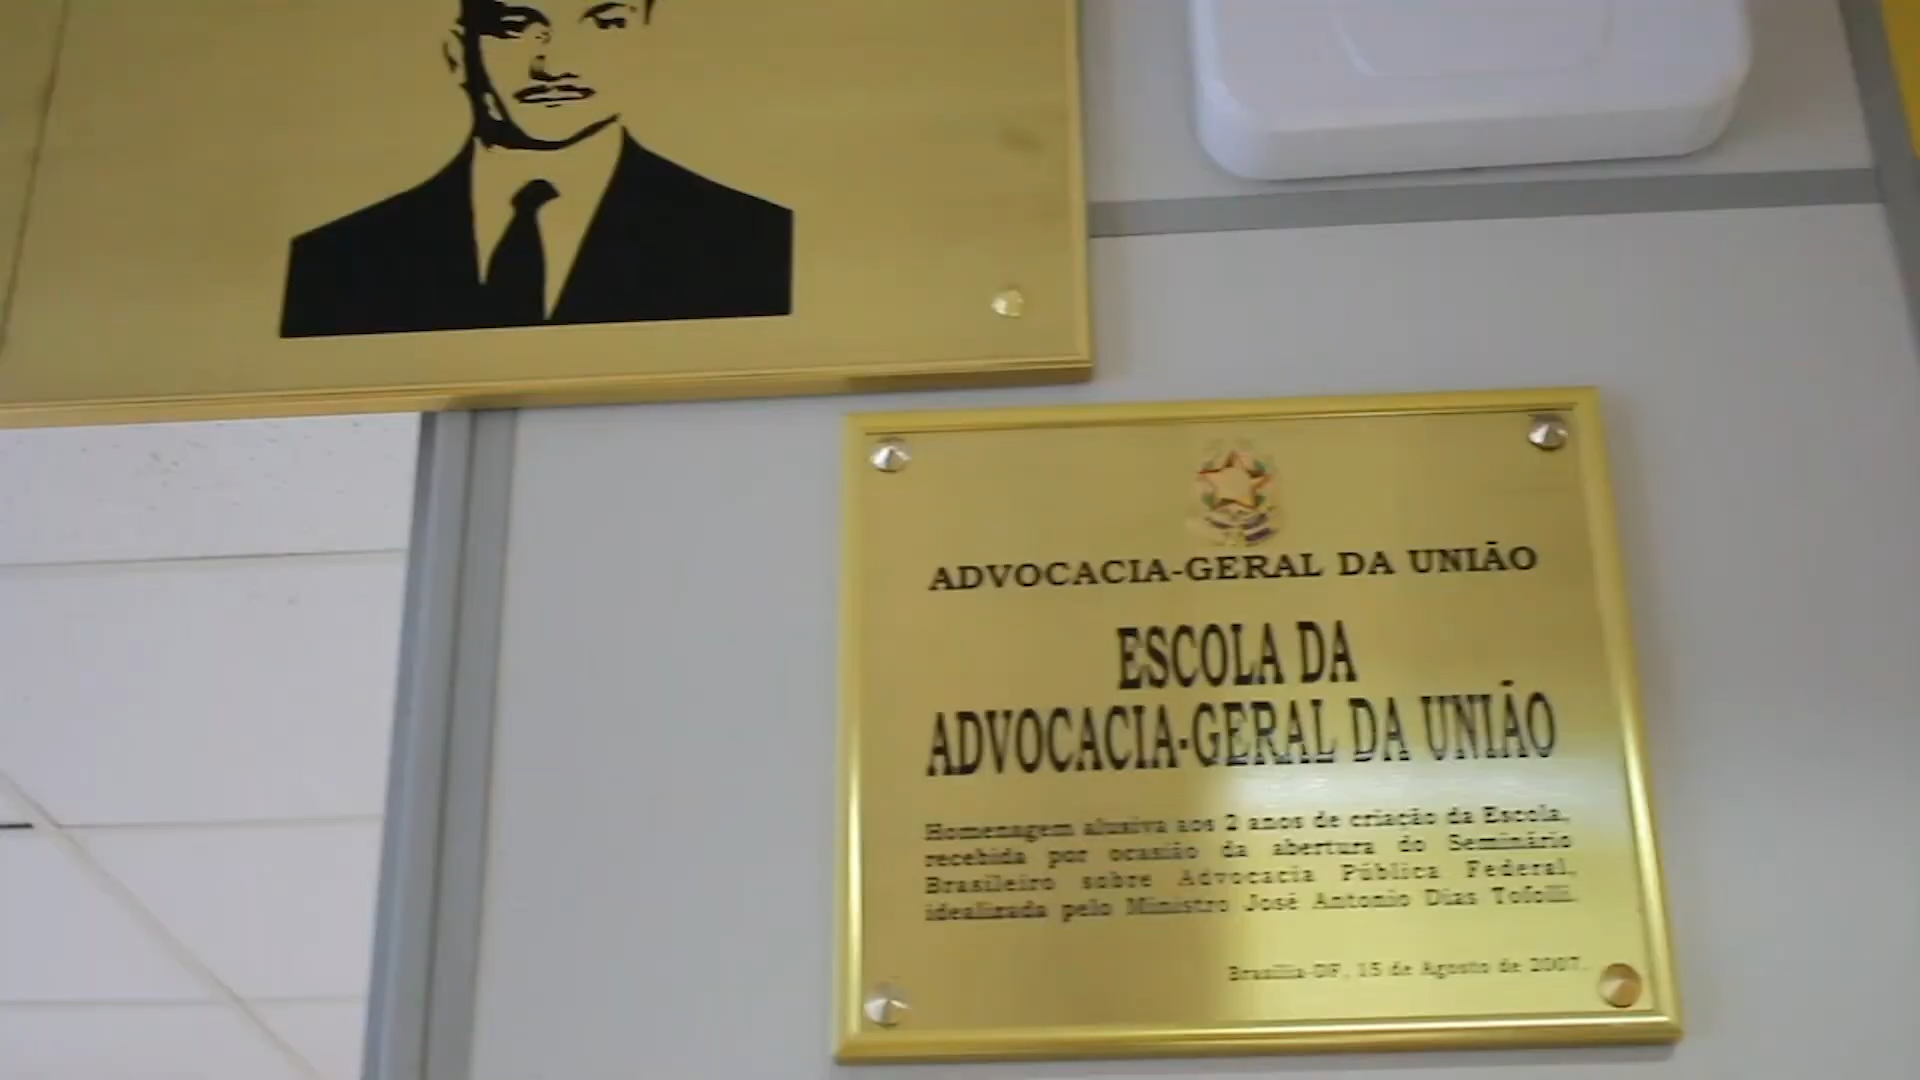 ADVOCACIA-GERAL DA UNIÃO
ESCOLA DA
ADVOCACIA-GERAL DA UNIÃO
Homenagem alusiva aos 2 anos de criação da Escola,
recebida por ocasião da abertura do Seminário
Brasileiro sobre Advocacia Pública Federal,
idealizada pelo Ministro José Antonio Dias Tofolli.
Brasília-DF, 15 de Agosto de 2007.